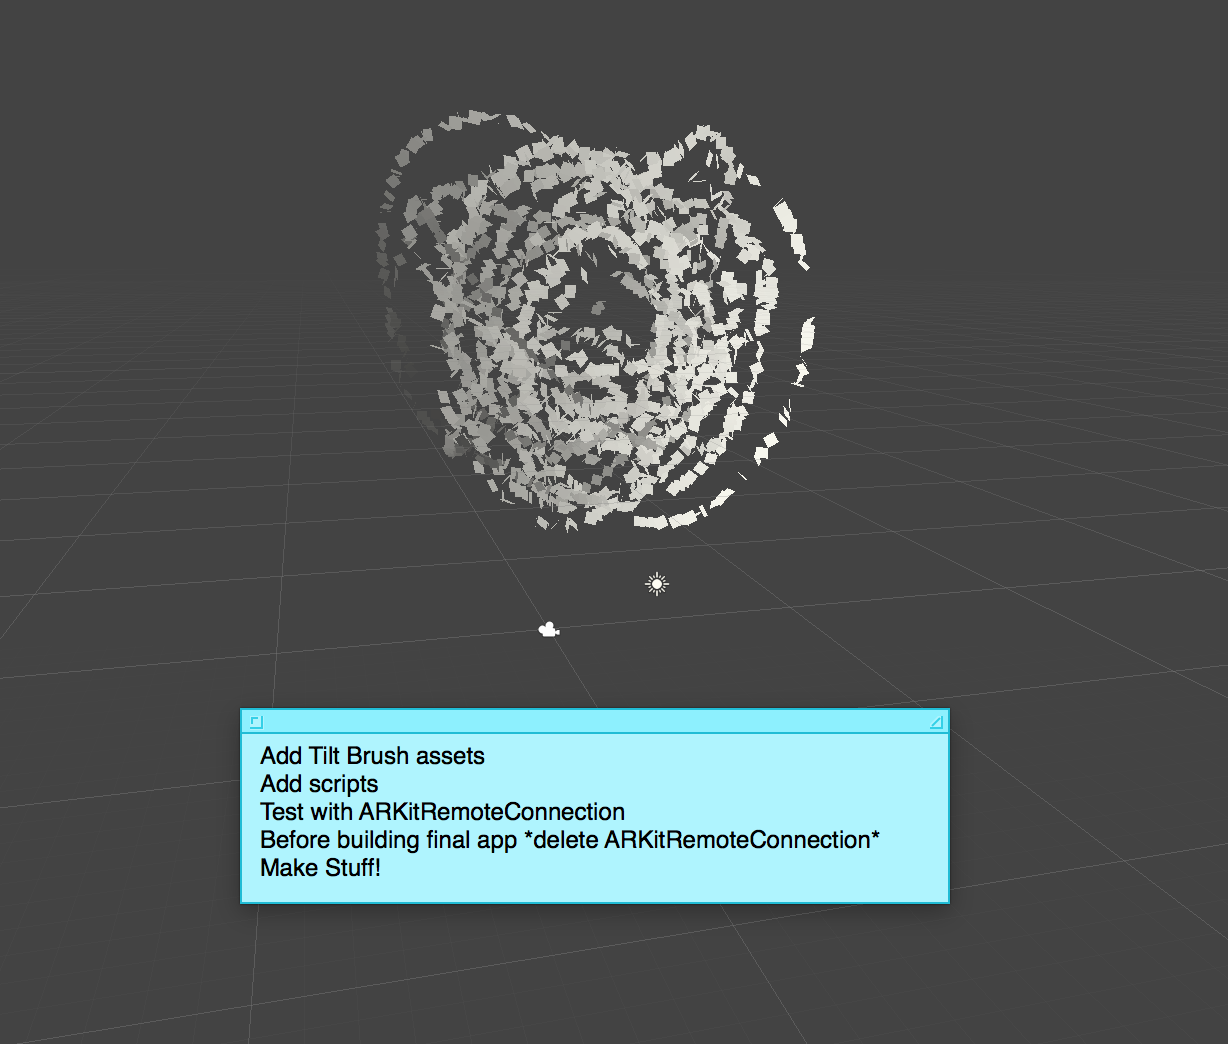 Add Tilt Brush assets
Add scripts
Test with ARKitRemoteConnection
Before building final app *delete ARKitRemoteConnection*
Make Stuff!